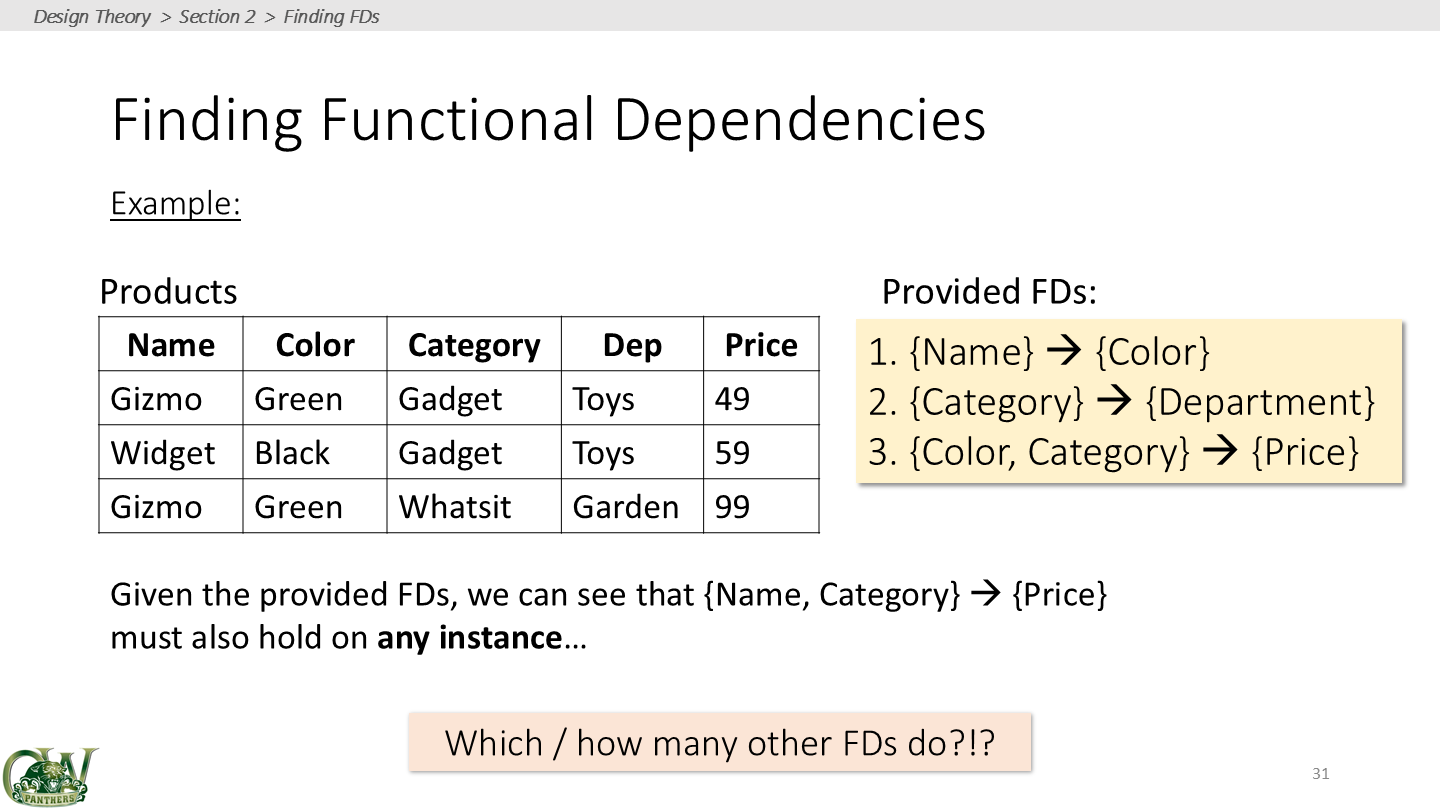 Design Theory > Section 2 > Finding FDs
Finding Functional Dependencies
Example:
Products
Name Color Category Dep Price
Gizmo Green Gadget Toys 49
Widget Black Gadget Toys 59
Gizmo Green Whatsit Garden 99
Provided FDs:
1. {Name} → {Color}
2. {Category} → {Department}
3. {Color, Category} → {Price}
Given the provided FDs, we can see that {Name, Category} → {Price}
must also hold on any instance…
Which / how many other FDs do?!?
CW
PANTHERS
31